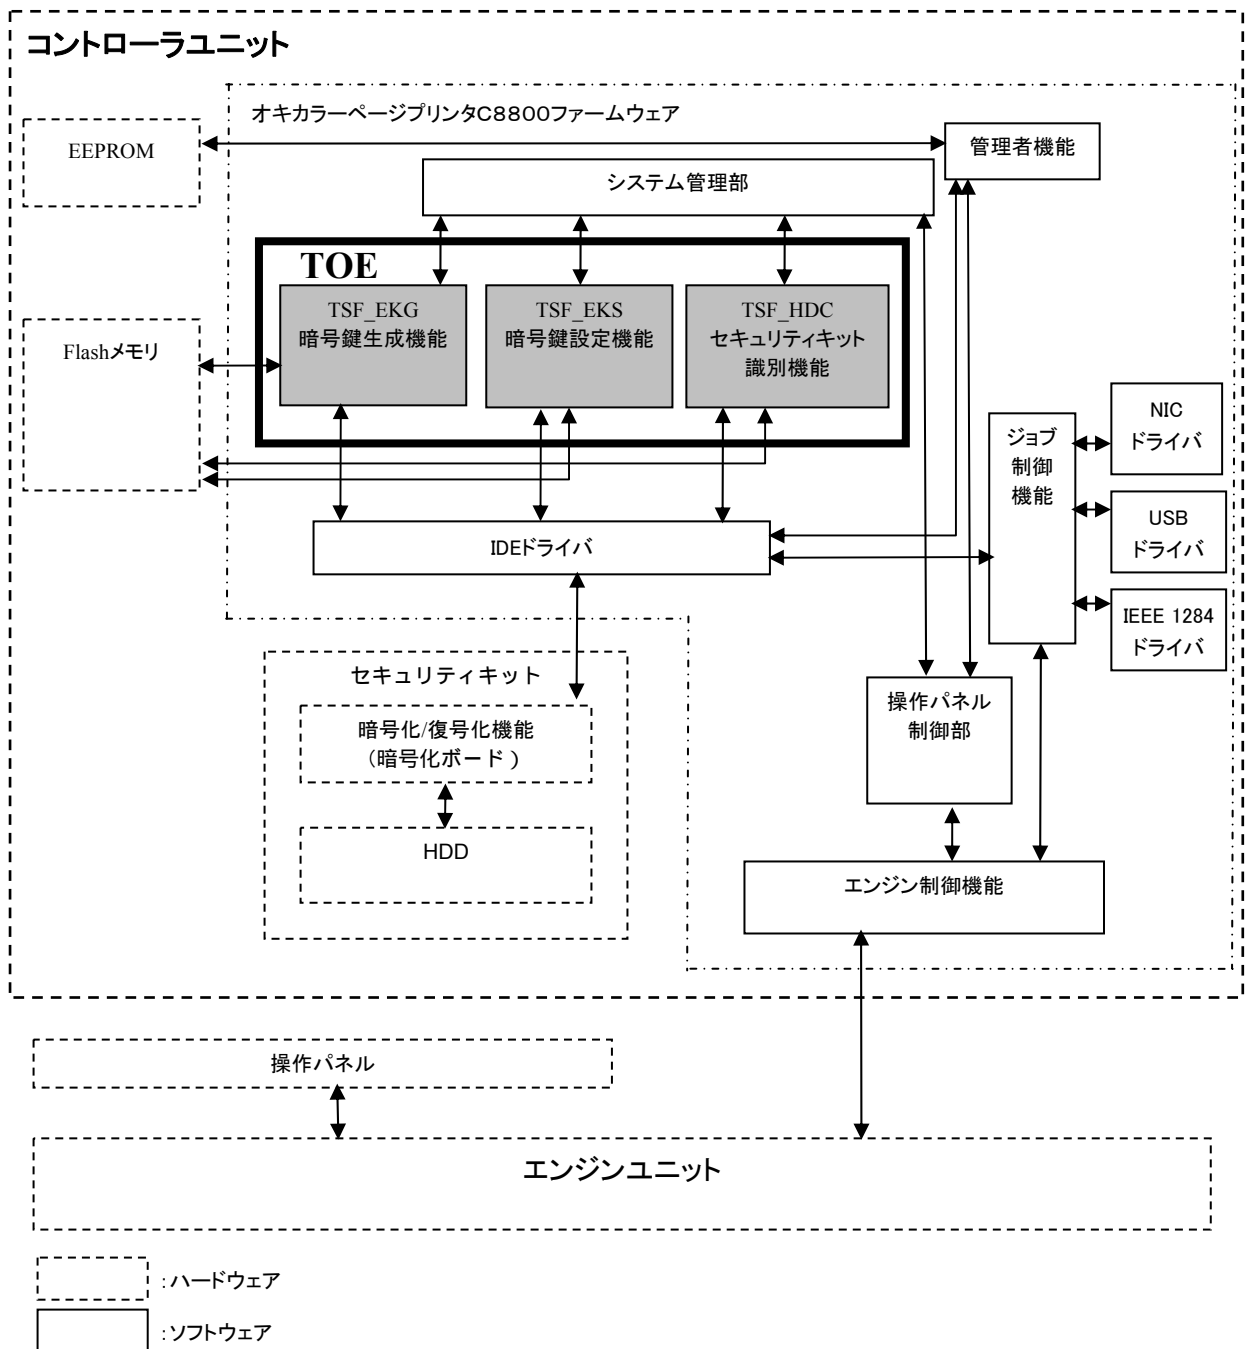 コントローラユニット
オキカラーページプリンタC8800ファームウェア
EEPROM
管理者機能
システム管理部
TOE
TSF_EKG
暗号鍵生成機能
TSF_EKS
暗号鍵設定機能
TSF_HDC
セキュリティキット
識別機能
Flashメモリ
ジョブ
制御
機能
NIC
ドライバ
USB
ドライバ
IEEE 1284
ドライバ
IDEドライバ
セキュリティキット
暗号化/復号化機能
（暗号化ボード）
HDD
操作パネル
制御部
エンジン制御機能
操作パネル
エンジンユニット
:ハードウェア
:ソフトウェア